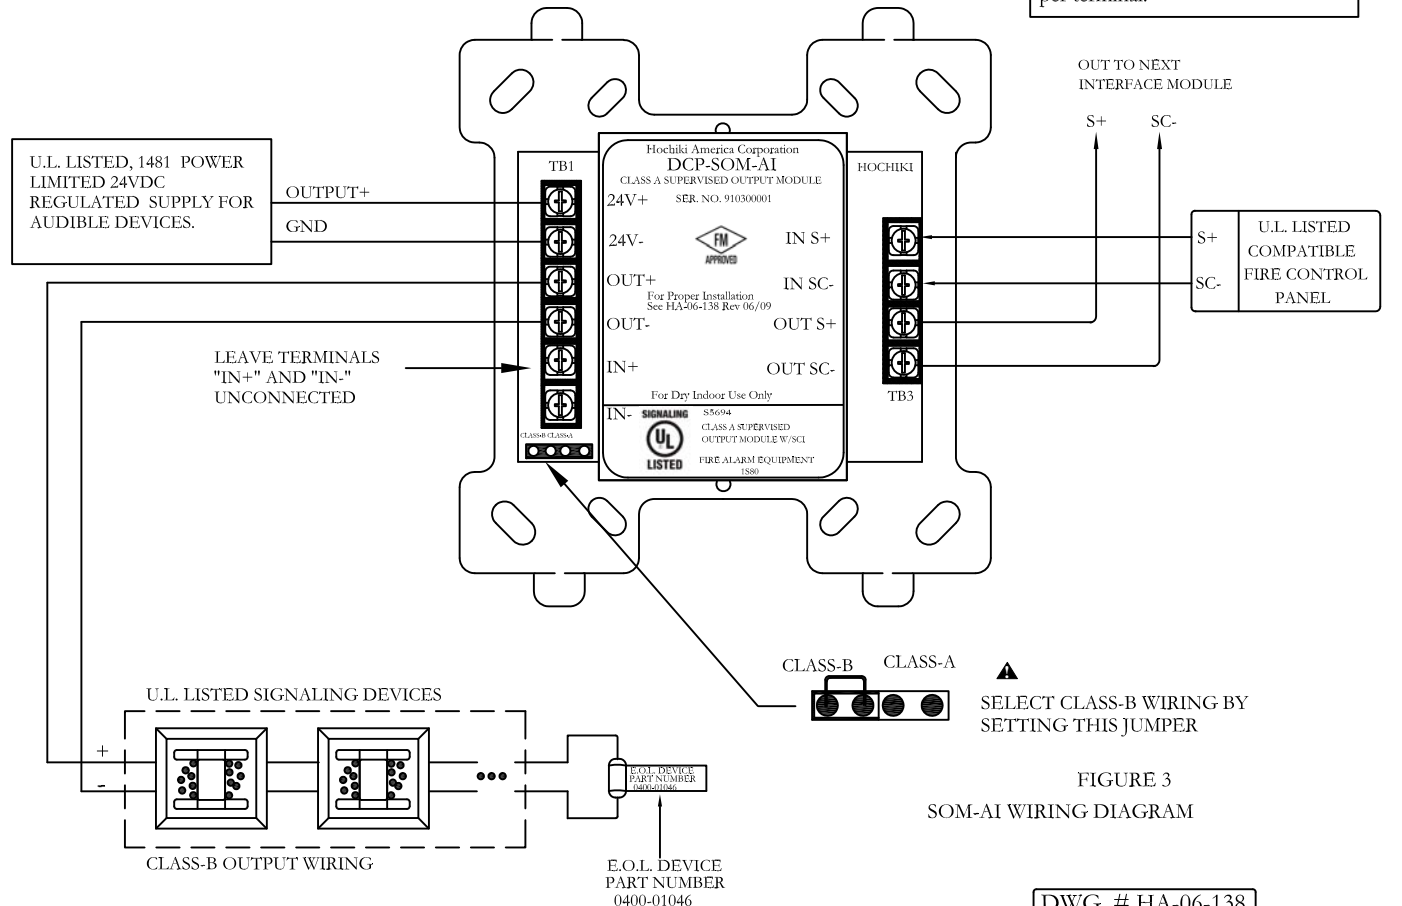 per terminal.
OUT TO NEXT
INTERFACE MODULE
S+ SC-
U.L. LISTED, 1481 POWER
LIMITED 24VDC
REGULATED SUPPLY FOR
AUDIBLE DEVICES.
OUTPUT+
GND
TB1
Hochiki America Corporation
DCP-SOM-AI
CLASS A SUPERVISED OUTPUT MODULE
SER. NO. 910300001
HOCHIKI
24V+
24V-
OUT+
OUT-
IN+
IN-
FM
APPROVED
For Proper Installation
See HA-06-138 Rev 06/09
IN S+
IN SC-
OUT S+
OUT SC-
TB3
S+
SC-
U.L. LISTED
COMPATIBLE
FIRE CONTROL
PANEL
LEAVE TERMINALS
"IN+" AND "IN-"
UNCONNECTED
For Dry Indoor Use Only
SIGNALING
UL
LISTED
S5694
CLASS A SUPERVISED
OUTPUT MODULE W/SCI
FIRE ALARM EQUIPMENT
1S80
CLASS-B CLASS-A
CLASS-B CLASS-A
SELECT CLASS-B WIRING BY
SETTING THIS JUMPER
U.L. LISTED SIGNALING DEVICES
+
-
E.O.L. DEVICE
PART NUMBER
0400-01046
CLASS-B OUTPUT WIRING
E.O.L. DEVICE
PART NUMBER
0400-01046
FIGURE 3
SOM-AI WIRING DIAGRAM
DWG. # HA-06-138